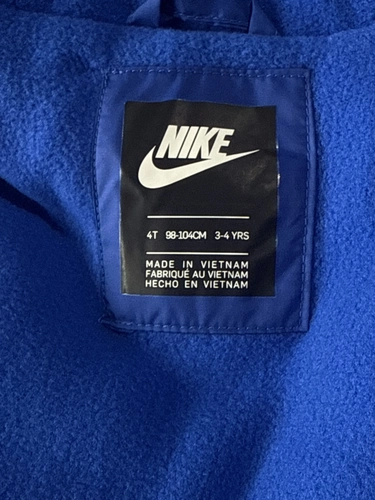 NIKE
4T 98-104CM 3-4 YRS
MADE IN VIETNAM
FABRIQUÉ AU VIETNAM
HECHO EN VIETNAM